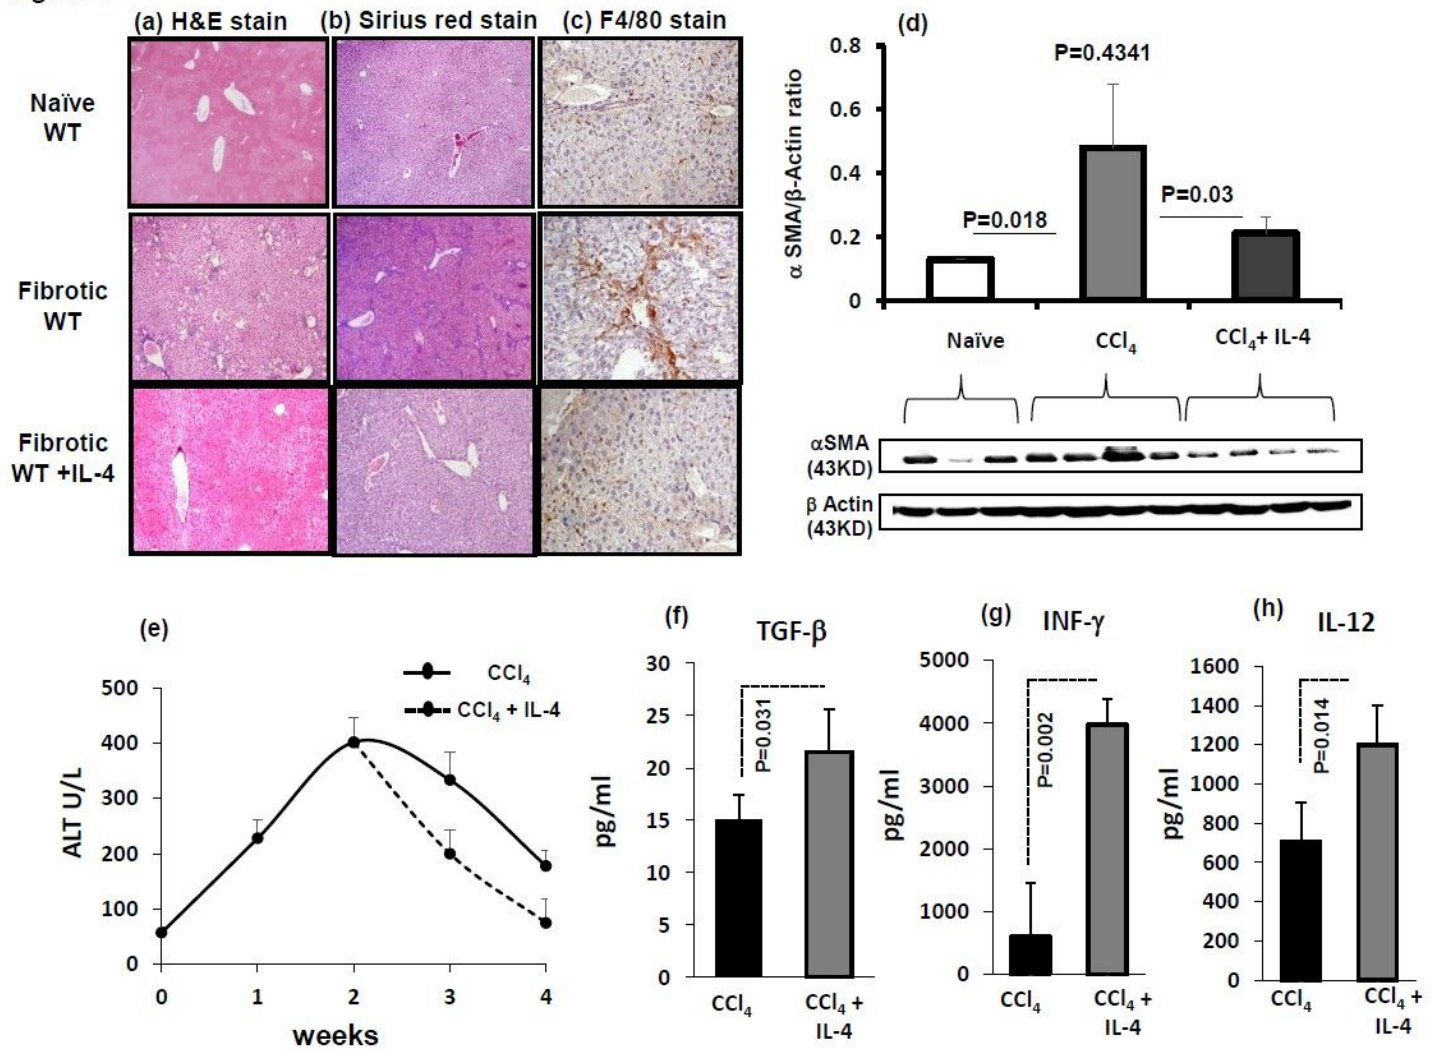 (a) H&E stain
(b) Sirius red stain
(c) F4/80 stain
Naïve
WT
Fibrotic
WT
Fibrotic
WT +IL-4
(d)
α SMA/β-Actin ratio
0.8
0.6
0.4
0.2
0
P=0.4341
P=0.018
P=0.03
Naïve
CCl₄
CCl₄+ IL-4
αSMA
(43KD)
β Actin
(43KD)
(e)
ALT U/L
500
400
300
200
100
0
CCl₄
CCl₄ + IL-4
0 1 2 3 4
weeks
(f)
TGF-β
pg/ml
30
25
20
15
10
5
0
P=0.031
CCl₄
CCl₄ +
IL-4
(g)
INF-γ
pg/ml
5000
4000
3000
2000
1000
0
P=0.002
CCl₄
CCl₄ +
IL-4
(h)
IL-12
pg/ml
1600
1400
1200
1000
800
600
400
200
0
P=0.014
CCl₄
CCl₄ +
IL-4